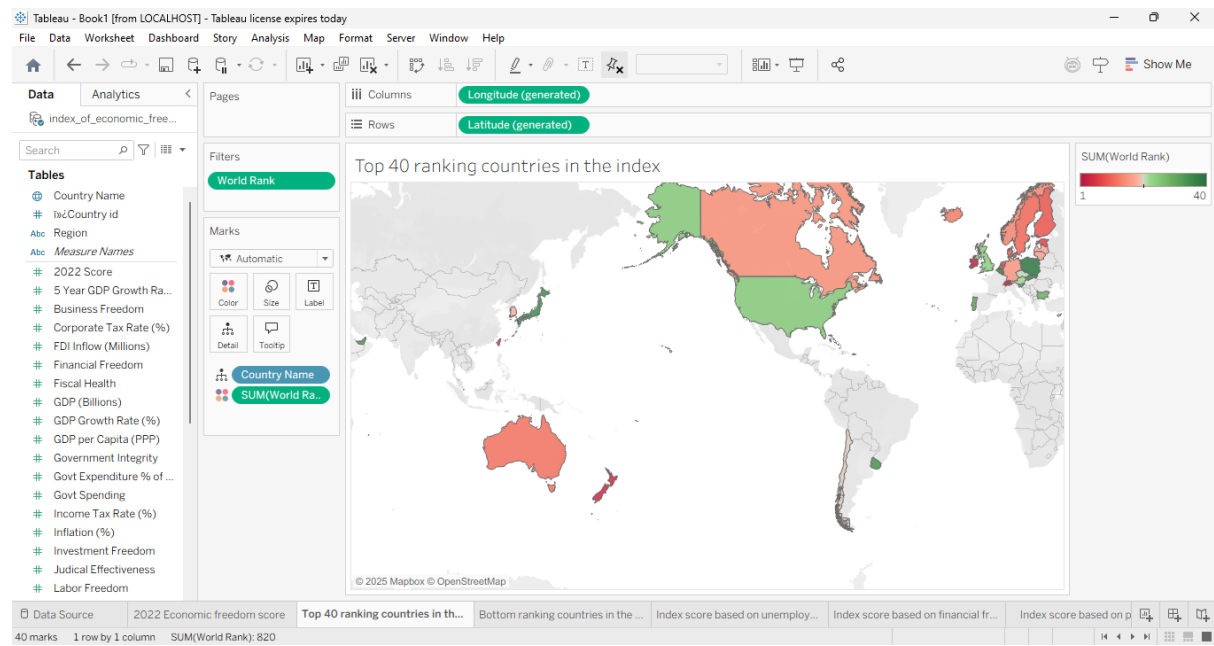 Tableau - Book1 [from LOCALHOST] - Tableau license expires today
File Data Worksheet Dashboard Story Analysis Map Format Server Window Help
Show Me
Data Analytics
index_of_economic_free...
Search
Tables
Country Name
ï»¿Country id
Abc Region
Abc Measure Names
2022 Score
5 Year GDP Growth Ra...
Business Freedom
Corporate Tax Rate (%)
FDI Inflow (Millions)
Financial Freedom
Fiscal Health
GDP (Billions)
GDP Growth Rate (%)
GDP per Capita (PPP)
Government Integrity
Govt Expenditure % of ...
Govt Spending
Income Tax Rate (%)
Inflation (%)
Investment Freedom
Judical Effectiveness
Labor Freedom
Pages
Filters
World Rank
Marks
Automatic
Color Size Label
Detail Tooltip
Country Name
SUM(World Ra..
Columns Longitude (generated)
Rows Latitude (generated)
Top 40 ranking countries in the index
© 2025 Mapbox © OpenStreetMap
SUM(World Rank)
1 40
Data Source 2022 Economic freedom score Top 40 ranking countries in th... Bottom ranking countries in the ... Index score based on unemploy... Index score based on financial fr... Index score based on p
40 marks 1 row by 1 column SUM(World Rank): 820